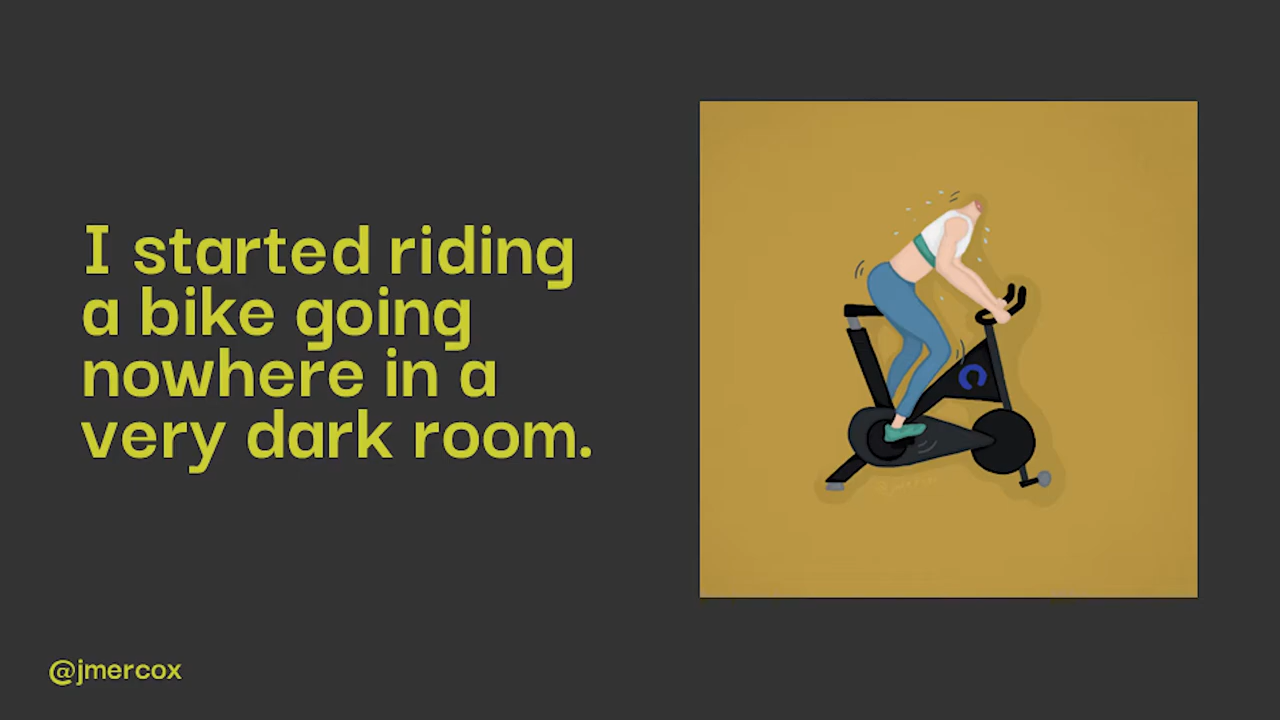 I started riding
a bike going
nowhere in a
very dark room.
C
@jmercox